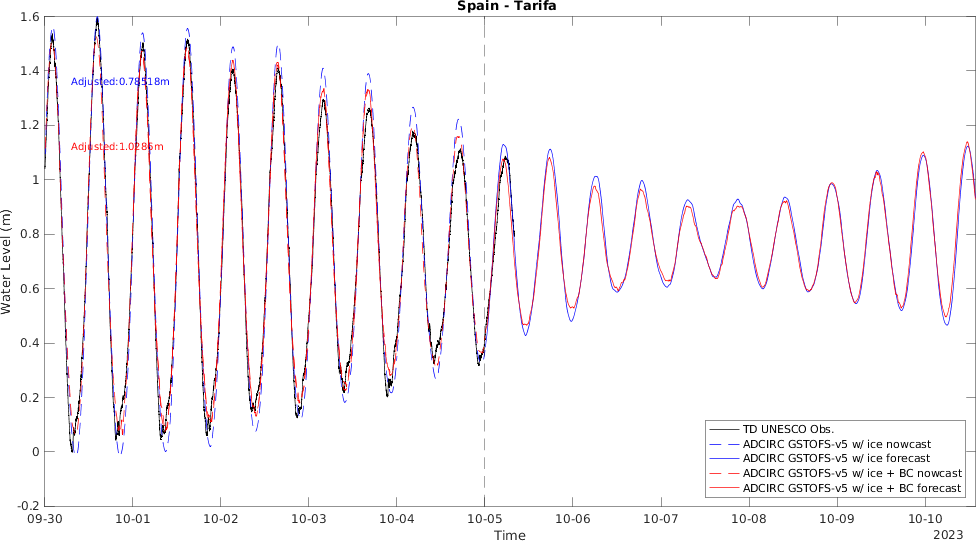 Spain - Tarifa
1.6
1.4
1.2
1
0.8
0.6
0.4
0.2
0
-0.2
Water Level (m)
Adjusted:0.78518m
Adjusted:1.0286m
TD UNESCO Obs.
ADCIRC GSTOFS-v5 w/ ice nowcast
ADCIRC GSTOFS-v5 w/ ice forecast
ADCIRC GSTOFS-v5 w/ ice + BC nowcast
ADCIRC GSTOFS-v5 w/ ice + BC forecast
09-30 10-01 10-02 10-03 10-04 10-05 10-06 10-07 10-08 10-09 10-10
Time
2023